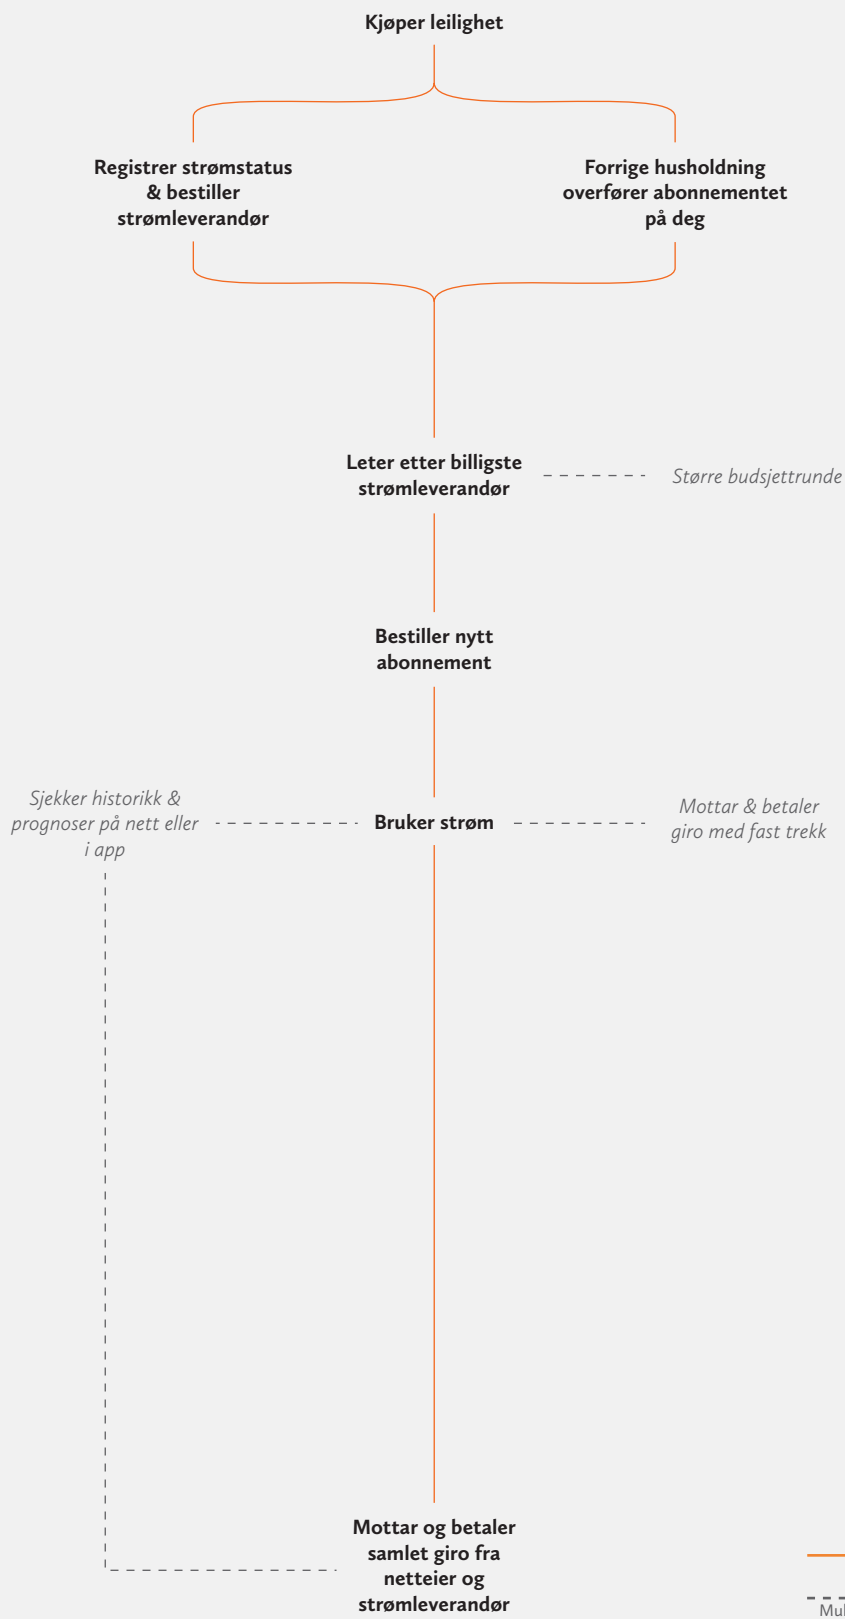 Kjøper leilighet
Registrer strømstatus
& bestiller
strømleverandør
Forrige husholdning
overfører abonnementet
på deg
Leter etter billigste
strømleverandør
Større budsjettrunde
Bestiller nytt
abonnement
Sjekker historikk &
prognoser på nett eller
i app
Bruker strøm
Mottar & betaler
giro med fast trekk
Mottar og betaler
samlet giro fra
netteier og
strømleverandør